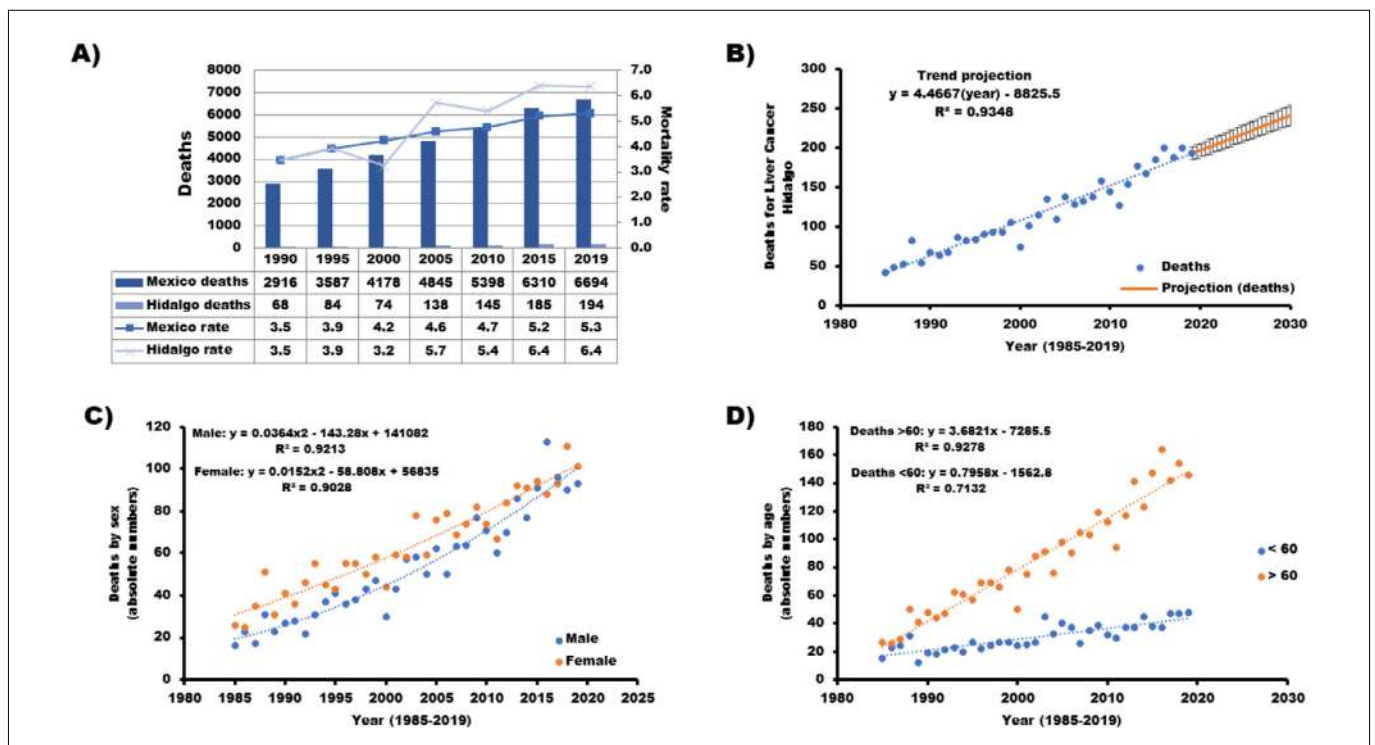 A)
Deaths
8000
7000
6000
5000
4000
3000
2000
1000
0
7.0
6.0
5.0
4.0
3.0
2.0
1.0
0.0
Mortality rate
1990 1995 2000 2005 2010 2015 2019
Mexico deaths 2916 3587 4178 4845 5398 6310 6694
Hidalgo deaths 68 84 74 138 145 185 194
Mexico rate 3.5 3.9 4.2 4.6 4.7 5.2 5.3
Hidalgo rate 3.5 3.9 3.2 5.7 5.4 6.4 6.4
B)
Deaths for Liver Cancer
Hidalgo
300
250
200
150
100
50
0
Trend projection
y = 4.4667(year) - 8825.5
R² = 0.9348
Deaths
Projection (deaths)
1980 1990 2000 2010 2020 2030
Year (1985-2019)
C)
Deaths by sex
(absolute numbers)
120
100
80
60
40
20
0
Male: y = 0.0364x2 - 143.28x + 141082
R² = 0.9213
Female: y = 0.0152x2 - 58.808x + 56835
R² = 0.9028
Male
Female
1980 1985 1990 1995 2000 2005 2010 2015 2020 2025
Year (1985-2019)
D)
Deaths by age
(absolute numbers)
180
160
140
120
100
80
60
40
20
0
Deaths >60: y = 3.6821x - 7285.5
R² = 0.9278
Deaths <60: y = 0.7958x - 1562.8
R² = 0.7132
< 60
> 60
1980 1990 2000 2010 2020 2030
Year (1985-2019)